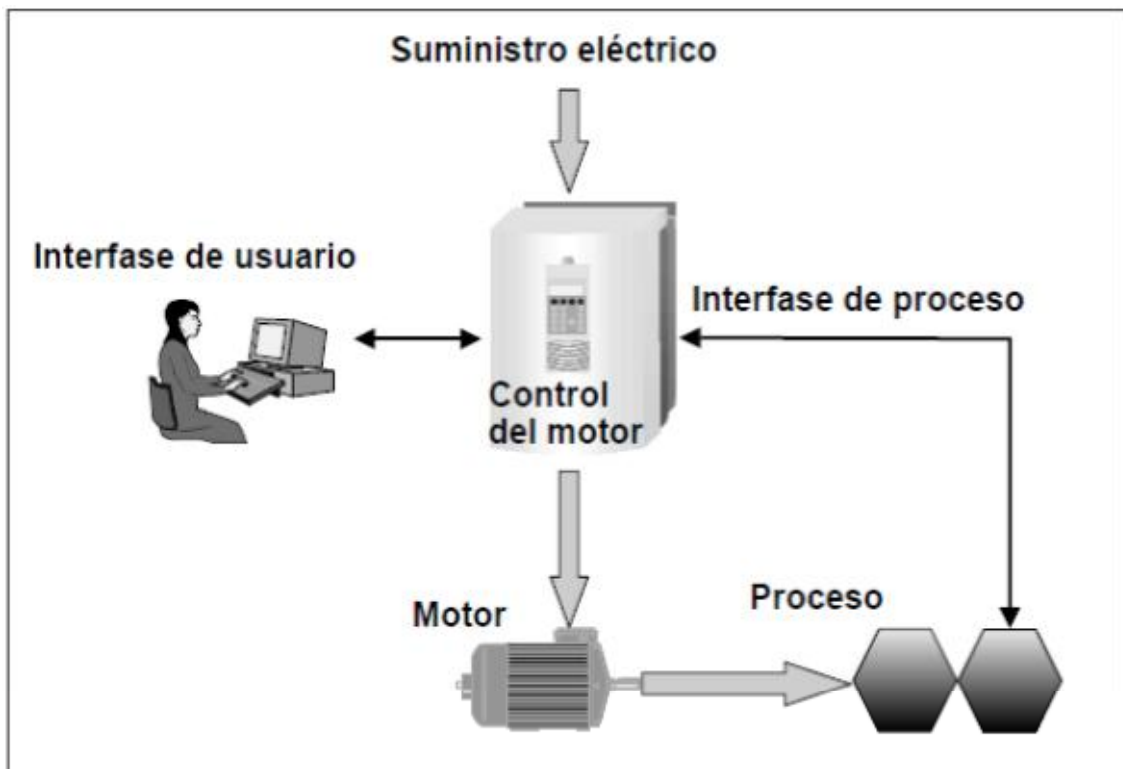 Suministro eléctrico
Interfase de usuario
Interfase de proceso
Control
del motor
Motor
Proceso